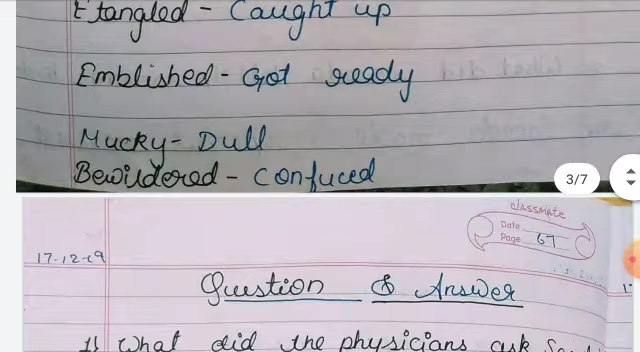 Etangled - Caught up
Emblished - Got ready
Mucky - Dull
Bewildered - Confuced
3/7
classmate
Date
Page 67
17-12-19
Question & Answer
1) What did the physicians ask